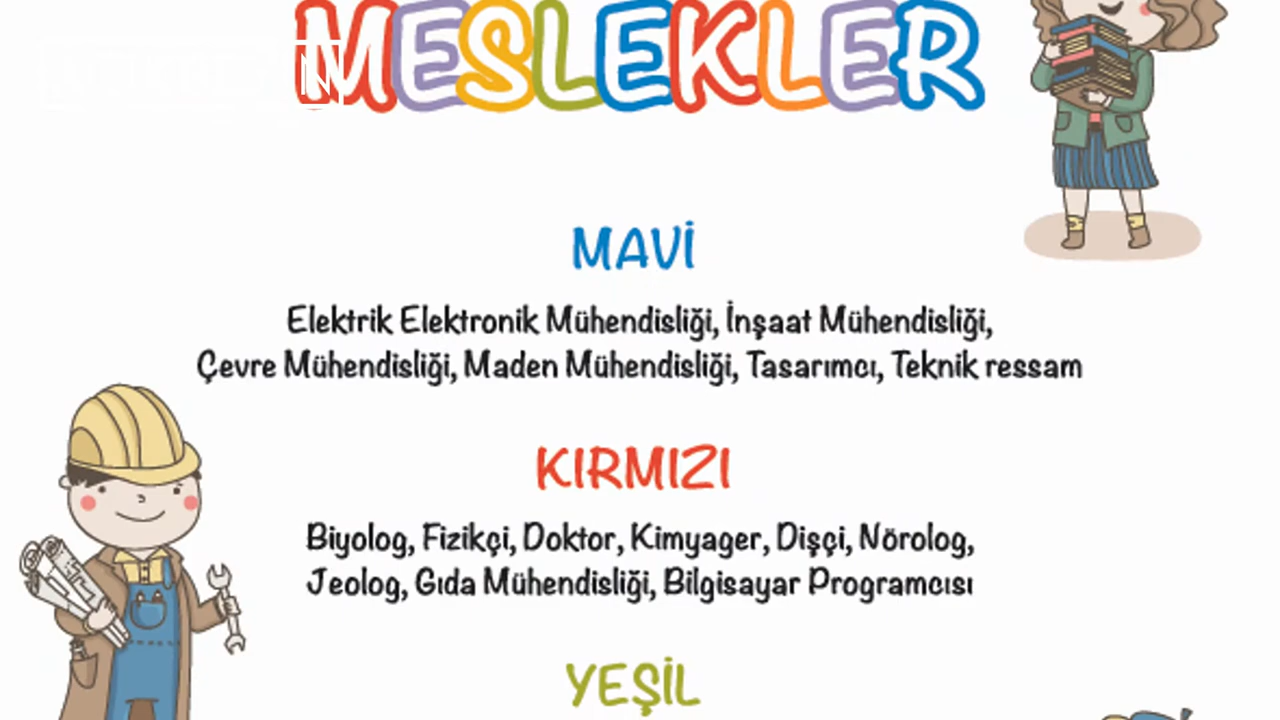 MESLEKLER
MAVİ
Elektrik Elektronik Mühendisliği, İnşaat Mühendisliği,
Çevre Mühendisliği, Maden Mühendisliği, Tasarımcı, Teknik ressam
KIRMIZI
Biyolog, Fizikçi, Doktor, Kimyager, Dişçi, Nörolog,
Jeolog, Gıda Mühendisliği, Bilgisayar Programcısı
YEŞİL